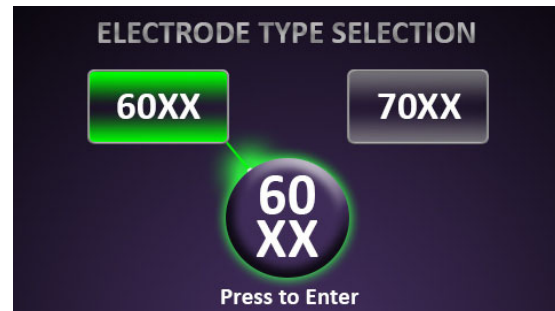 ELECTRODE TYPE SELECTION
60XX
70XX
60
XX
Press to Enter